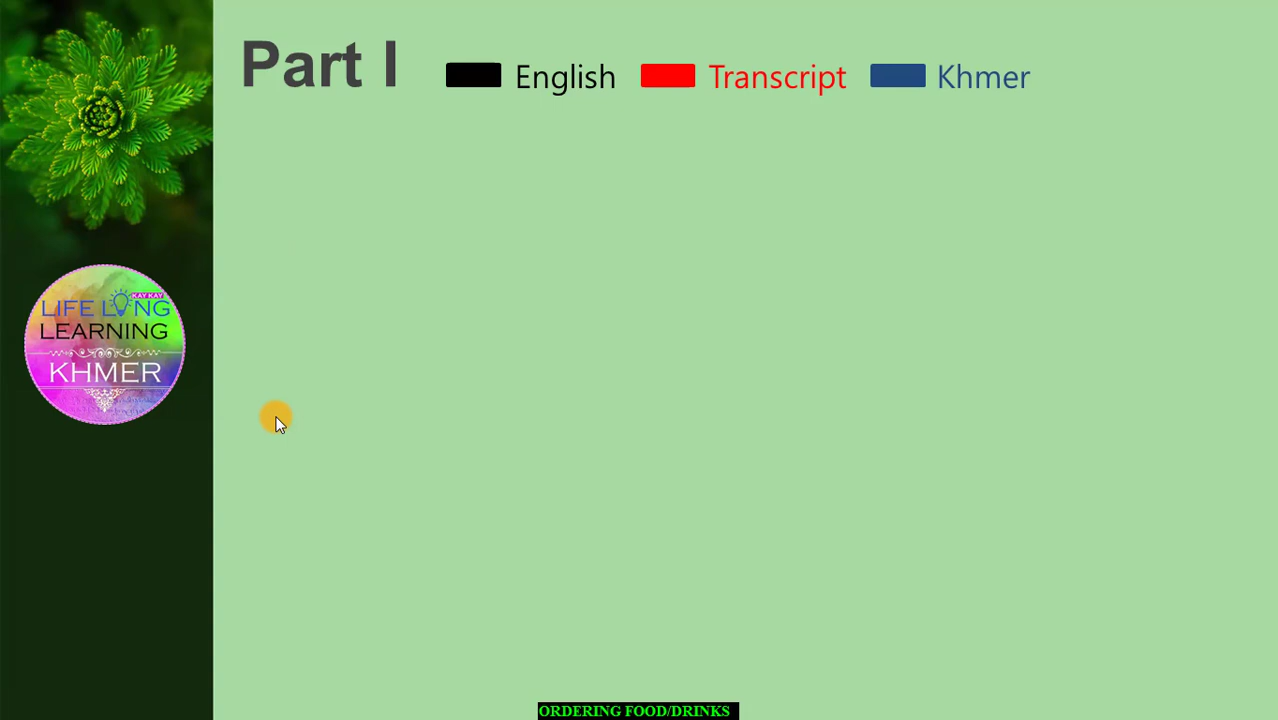 Part I
English Transcript Khmer
KAY KAY
LIFE LONG
LEARNING
KHMER
ORDERING FOOD/DRINKS